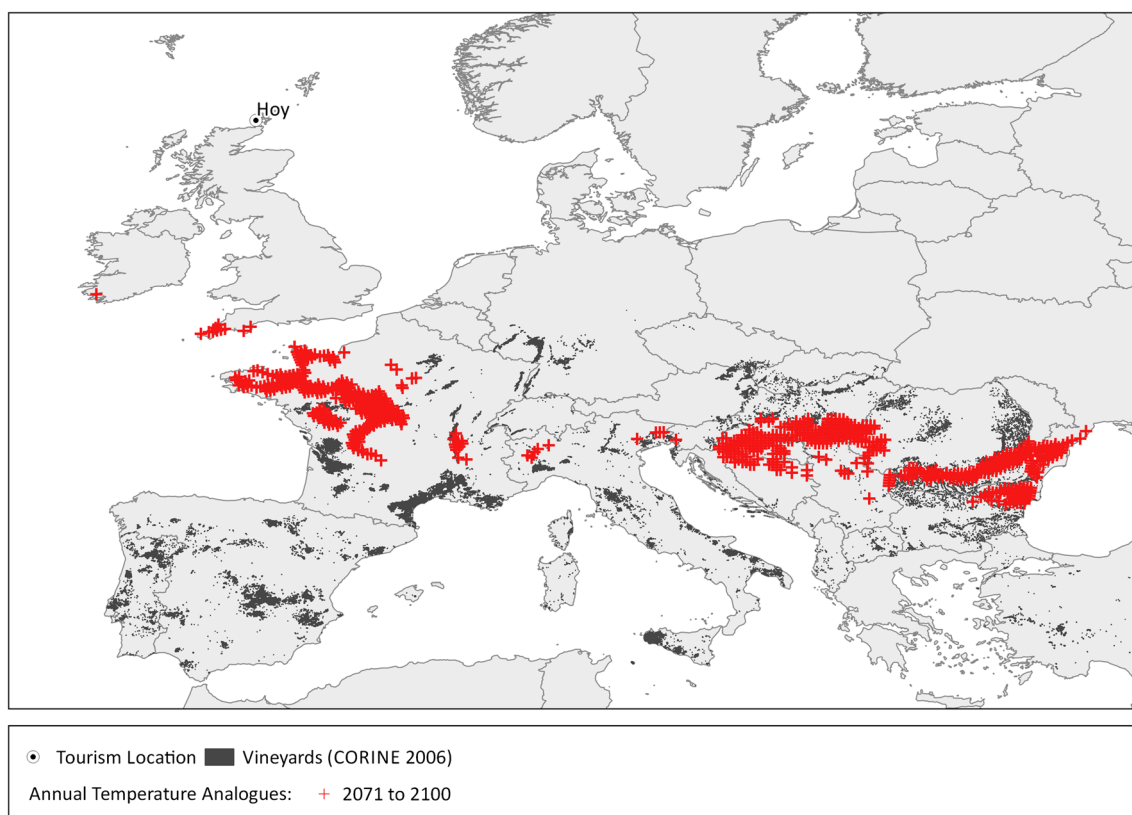 Hoy
Tourism Location Vineyards (CORINE 2006)
Annual Temperature Analogues: + 2071 to 2100